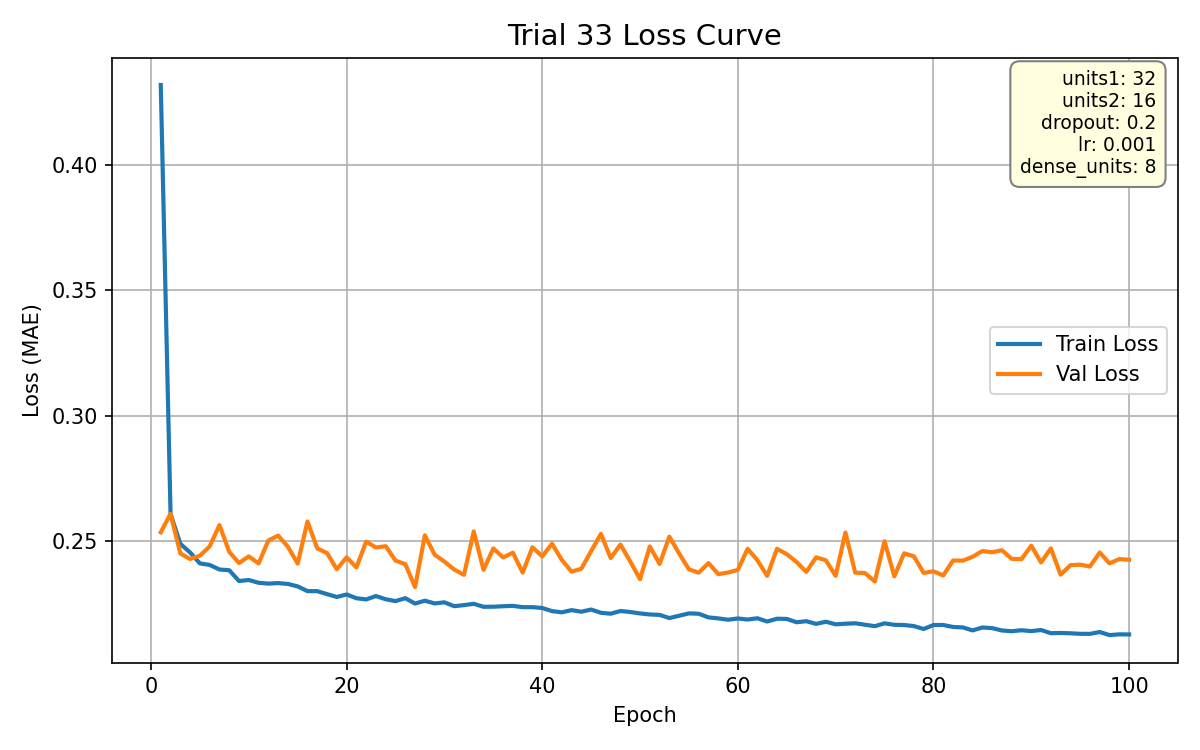 Trial 33 Loss Curve
units1: 32
units2: 16
dropout: 0.2
lr: 0.001
dense_units: 8
Loss (MAE)
0.40
0.35
0.30
0.25
Train Loss
Val Loss
0
20
40
60
80
100
Epoch